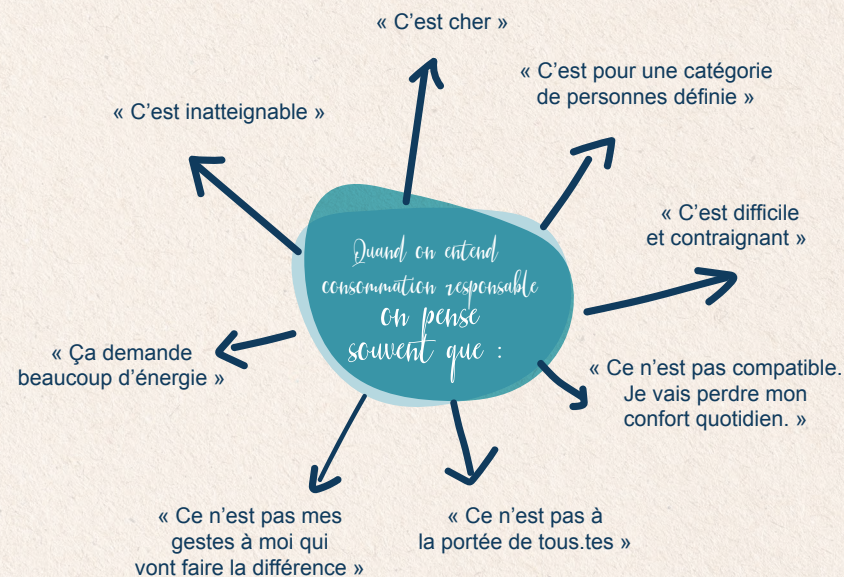 « C’est cher »
« C’est pour une catégorie
de personnes définie »
« C’est inatteignable »
« C’est difficile
et contraignant »
Quand on entend
consommation responsable
on pense
souvent que :
« Ça demande
beaucoup d’énergie »
« Ce n’est pas compatible.
Je vais perdre mon
confort quotidien. »
« Ce n’est pas mes
gestes à moi qui
vont faire la différence »
« Ce n’est pas à
la portée de tous.tes »